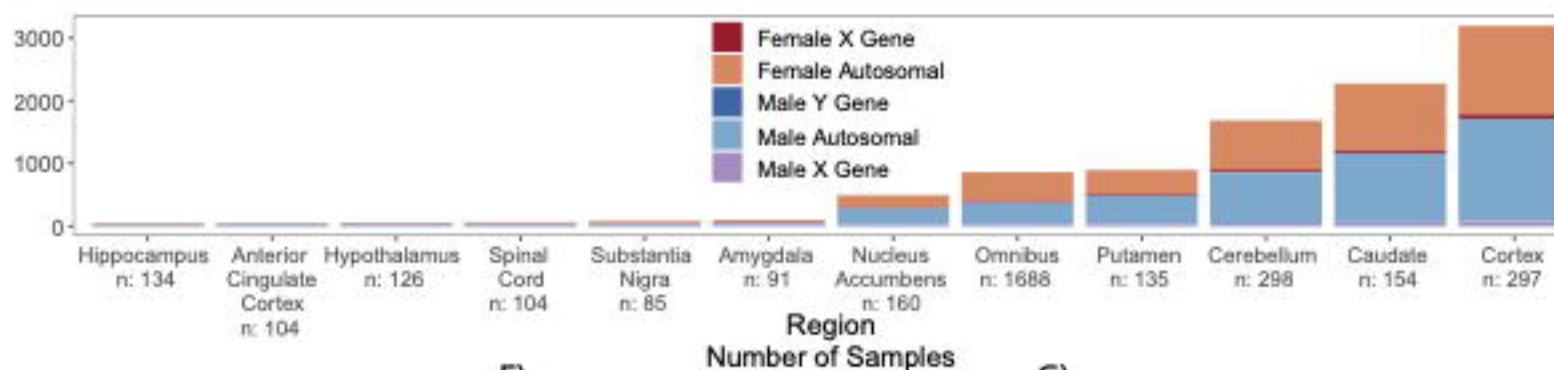 3000
2000
1000
0
Female X Gene
Female Autosomal
Male Y Gene
Male Autosomal
Male X Gene
Hippocampus
n: 134
Anterior
Cingulate
Cortex
n: 104
Hypothalamus
n: 126
Spinal
Cord
n: 104
Substantia
Nigra
n: 85
Amygdala
n: 91
Nucleus
Accumbens
n: 160
Omnibus
n: 1688
Putamen
n: 135
Cerebellum
n: 298
Caudate
n: 154
Cortex
n: 297
Region
Number of Samples